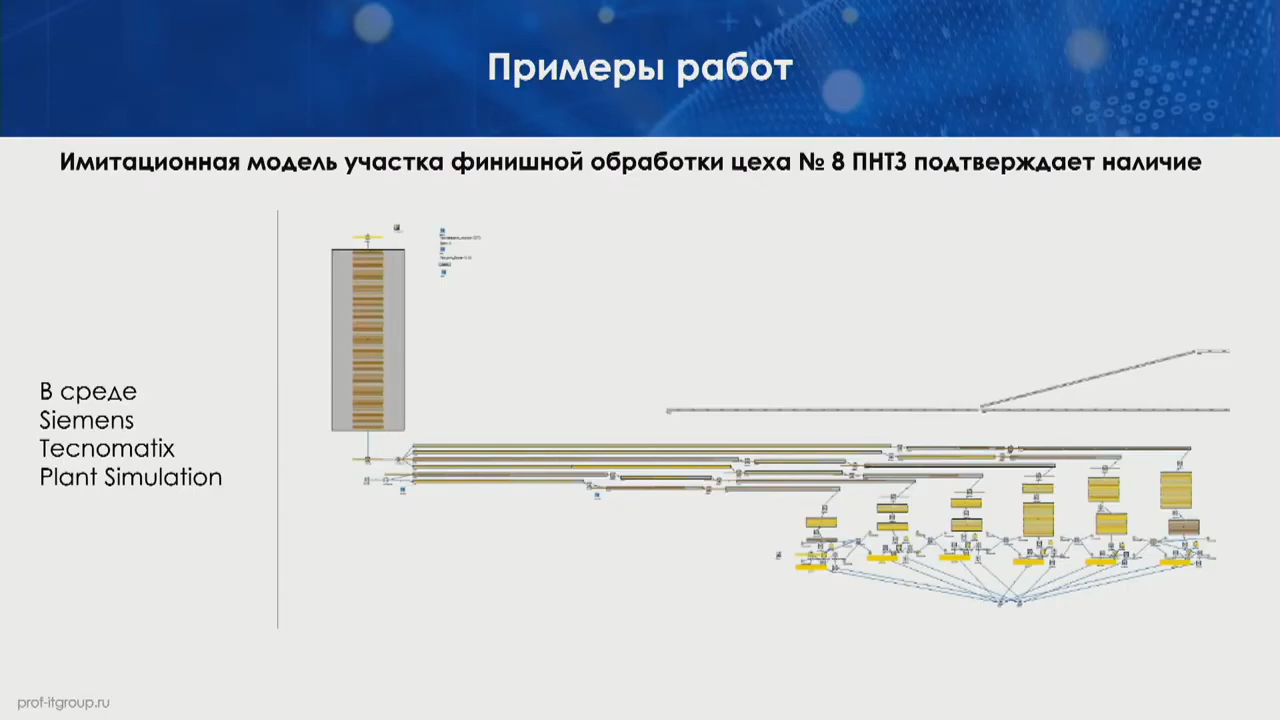 Примеры работ
Имитационная модель участка финишной обработки цеха № 8 ПНТЗ подтверждает наличие
В среде
Siemens
Tecnomatix
Plant Simulation
prof-itgroup.ru